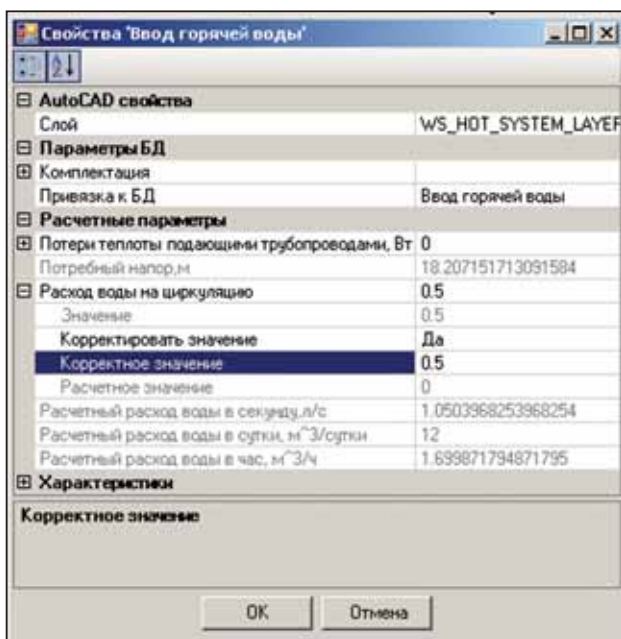 Свойства 'Ввод горячей воды'
AutoCAD свойства
Слой WS_HOT_SYSTEM_LAYER
Параметры БД
Комплектация
Привязка к БД Ввод горячей воды
Расчетные параметры
Потери теплоты подающими трубопроводами, Вт 0
Потребный напор,м 18.207151713091584
Расход воды на циркуляцию 0.5
Значение 0.5
Корректировать значение Да
Корректное значение 0.5
Расчетное значение 0
Расчетный расход воды в секунду,л/с 1.0503968253968254
Расчетный расход воды в сутки, м^3/сутки 12
Расчетный расход воды в час, м^3/ч 1.699871794871795
Характеристики
Корректное значение
OK Отмена